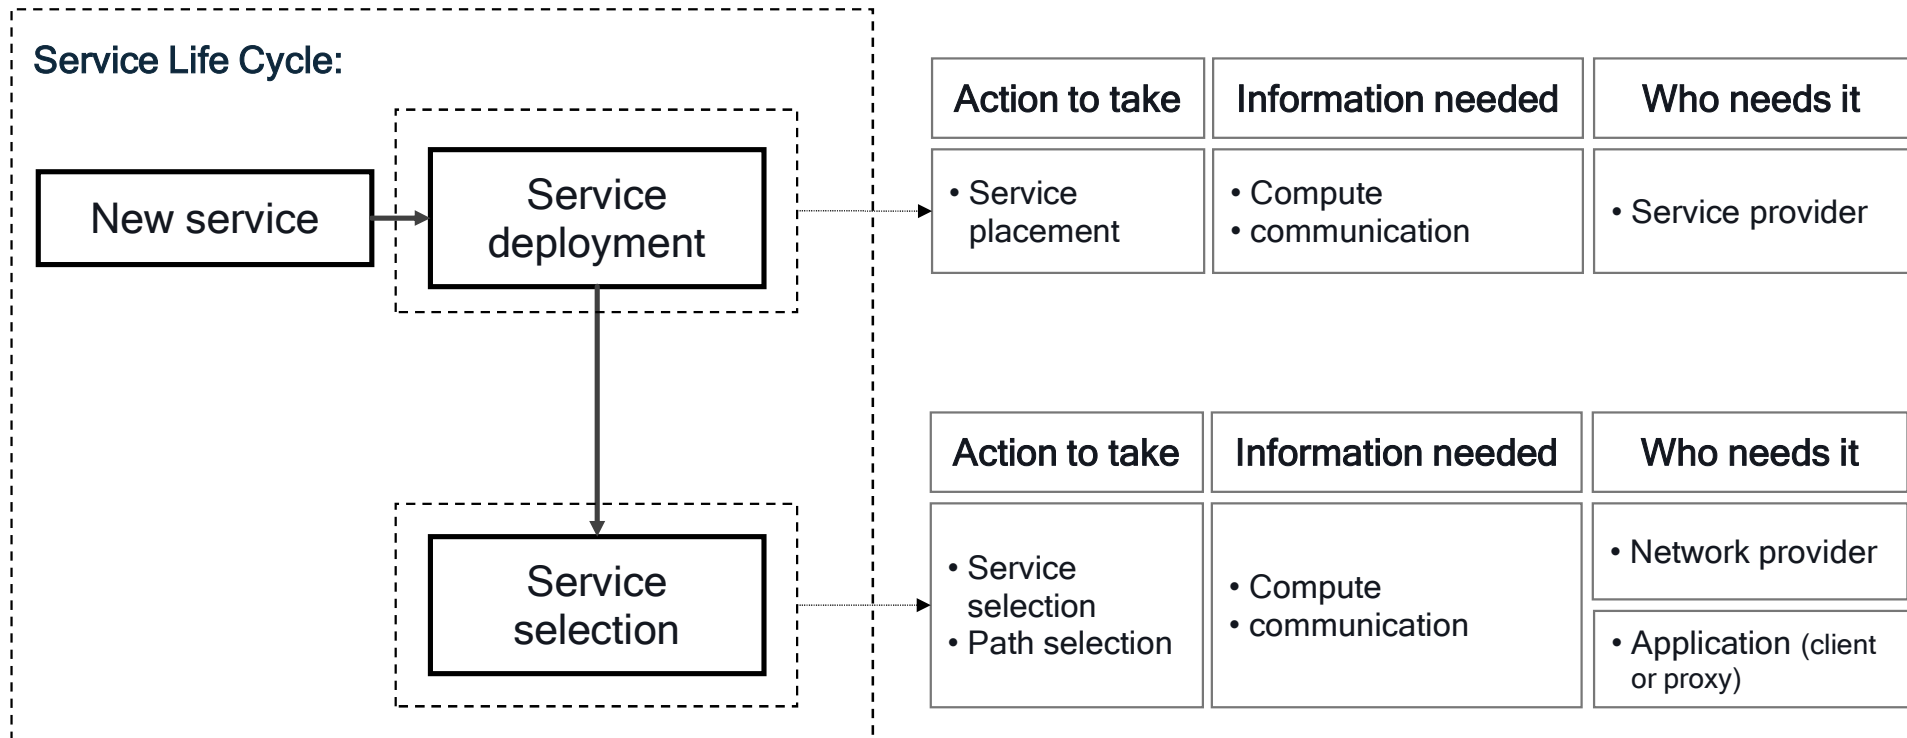 Service Life Cycle:
New service
Service
deployment
Action to take
Information needed
Who needs it
• Service
placement
• Compute
• communication
• Service provider
Service
selection
Action to take
Information needed
Who needs it
• Service
selection
• Path selection
• Compute
• communication
• Network provider
• Application (client
or proxy)